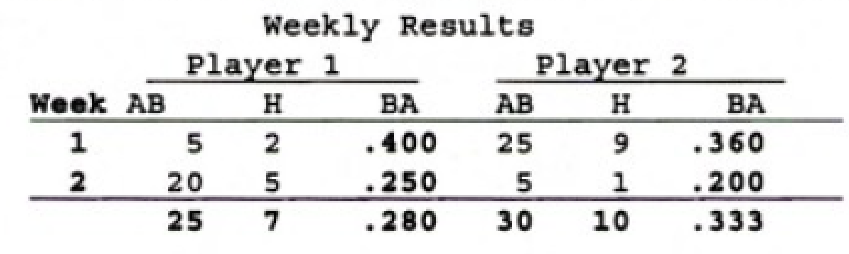 Weekly Results
Player 1 Player 2
Week AB H BA AB H BA
1 5 2 .400 25 9 .360
2 20 5 .250 5 1 .200
25 7 .280 30 10 .333